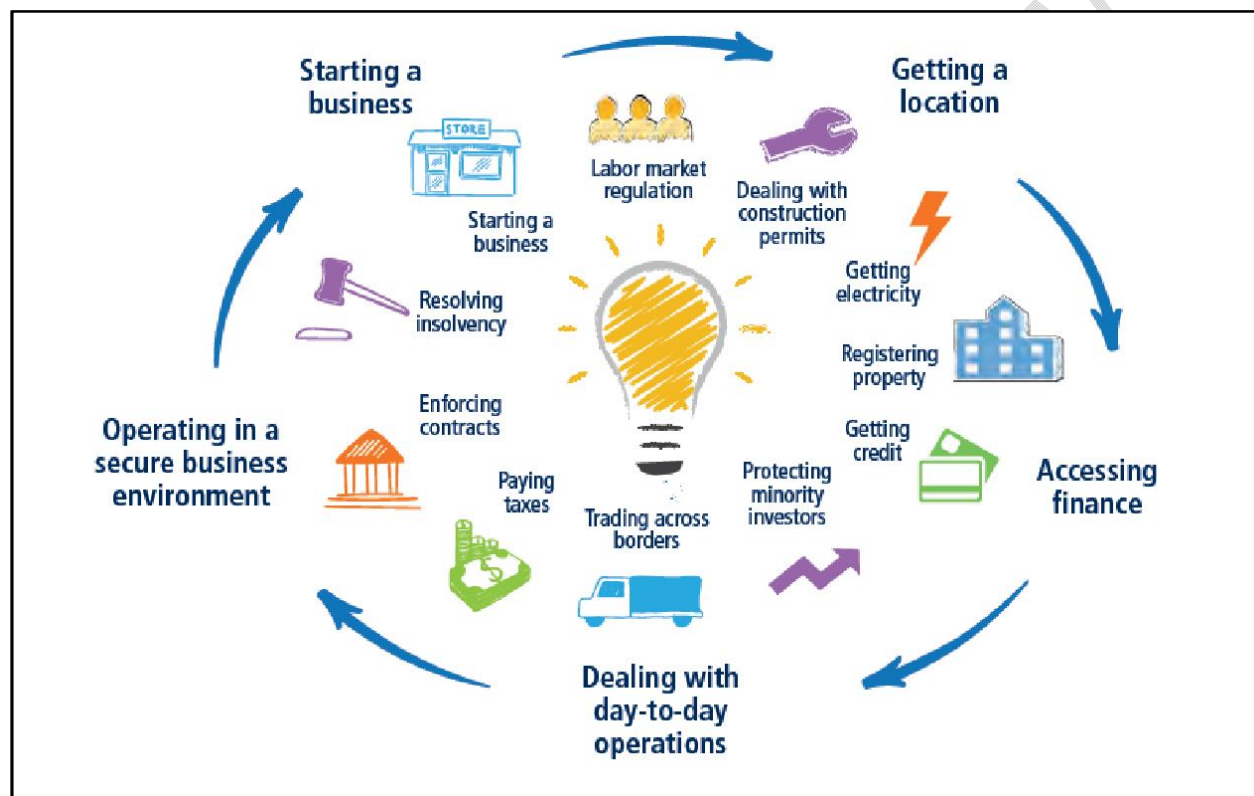 Starting a
business
Getting a
location
STORE
Labor market
regulation
Dealing with
construction
permits
Starting a
business
Getting
electricity
Resolving
insolvency
Registering
property
Enforcing
contracts
Getting
credit
Operating in a
secure business
environment
Accessing
finance
Paying
taxes
Protecting
minority
investors
Trading across
borders
Dealing with
day-to-day
operations